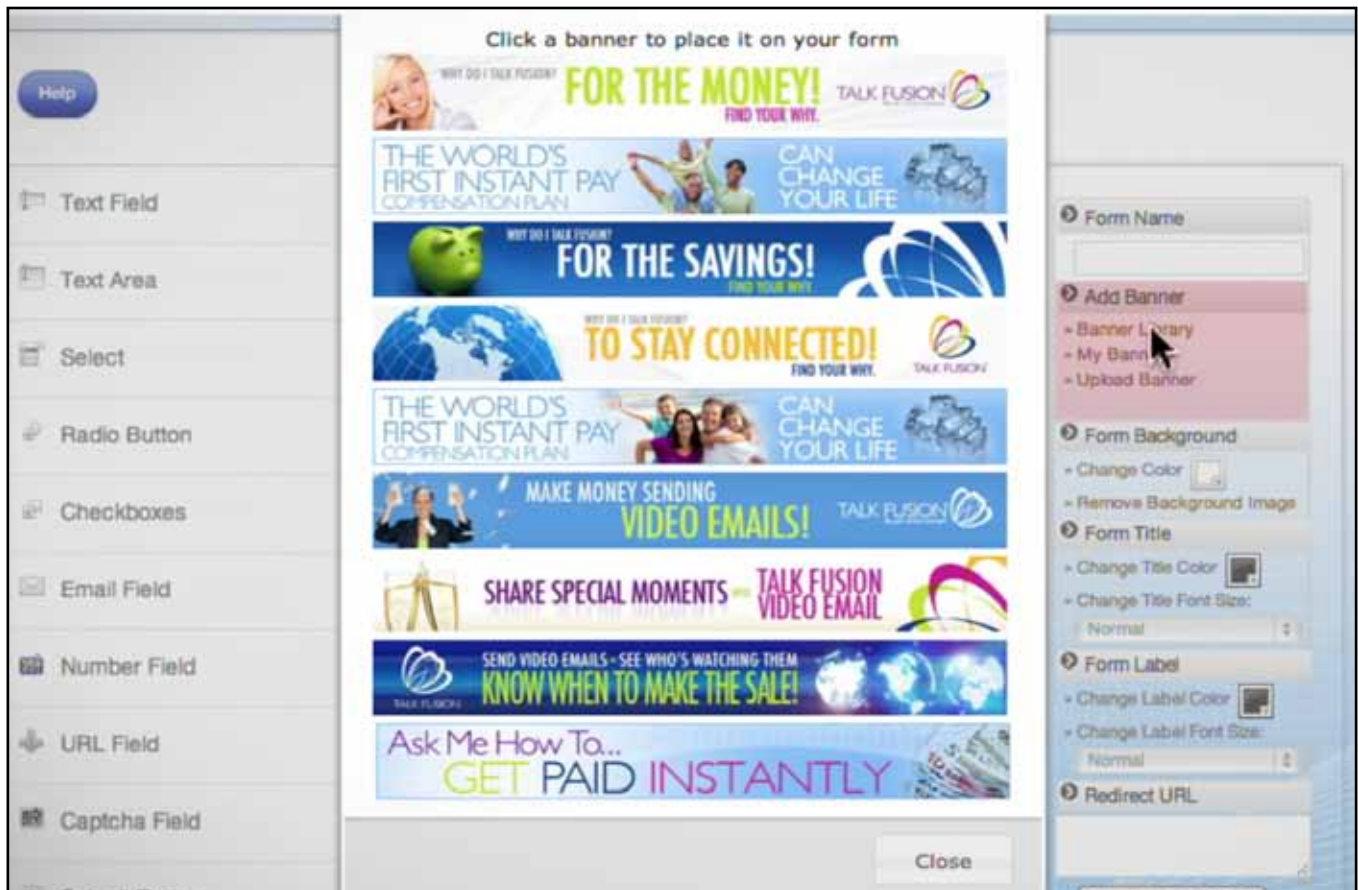 Help
Text Field
Text Area
Select
Radio Button
Checkboxes
Email Field
Number Field
URL Field
Captcha Field
Click a banner to place it on your form
WHY DO I TALK FUSION?
FOR THE MONEY!
FIND YOUR WHY.
TALK FUSION
THE WORLD'S
FIRST INSTANT PAY
COMPENSATION PLAN
CAN
CHANGE
YOUR LIFE
WHY DO I TALK FUSION?
FOR THE SAVINGS!
FIND YOUR WHY.
WHY DO I TALK FUSION?
TO STAY CONNECTED!
FIND YOUR WHY.
TALK FUSION
THE WORLD'S
FIRST INSTANT PAY
COMPENSATION PLAN
CAN
CHANGE
YOUR LIFE
MAKE MONEY SENDING
VIDEO EMAILS!
TALK FUSION
SHARE SPECIAL MOMENTS
TALK FUSION
VIDEO EMAIL
TALK FUSION
SEND VIDEO EMAILS • SEE WHO'S WATCHING THEM
KNOW WHEN TO MAKE THE SALE!
Ask Me How To...
GET PAID INSTANTLY
Close
Form Name
Add Banner
» Banner Library
» My
» Upload Banner
Form Background
» Change Color
» Remove Background Image
Form Title
» Change Title Color
» Change Title Font Size:
Normal
Form Label
» Change Label Color
» Change Label Font Size:
Normal
Redirect URL